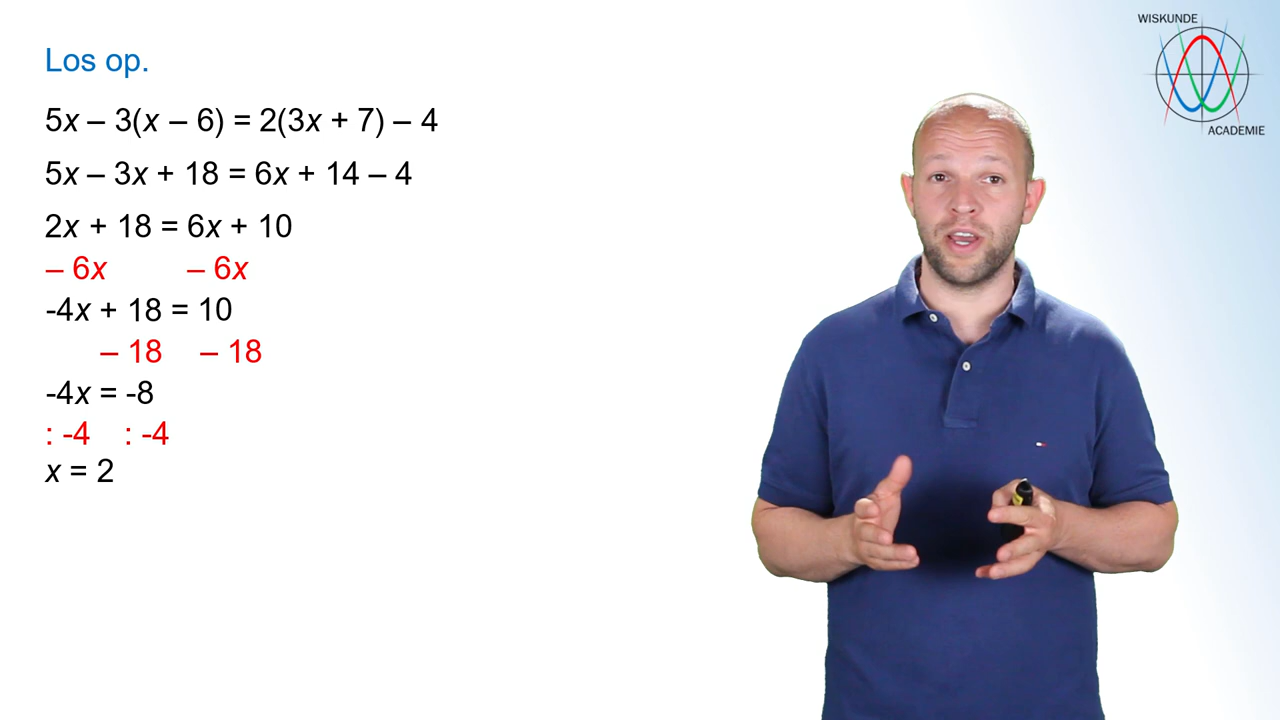 Los op.
5x – 3(x – 6) = 2(3x + 7) – 4
5x – 3x + 18 = 6x + 14 – 4
2x + 18 = 6x + 10
– 6x – 6x
-4x + 18 = 10
– 18 – 18
-4x = -8
: -4 : -4
x = 2
WISKUNDE
ACADEMIE